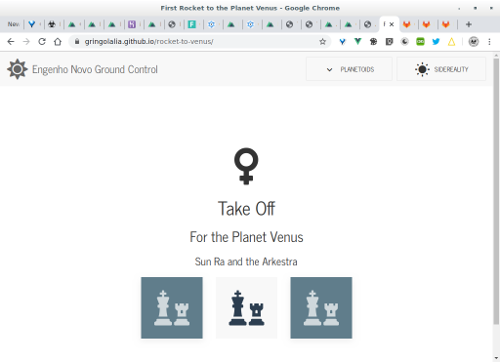 First Rocket to the Planet Venus - Google Chrome
gringolalia.github.io/rocket-to-venus/
Engenho Novo Ground Control
PLANETOIDS
SIDEREALITY
Take Off
For the Planet Venus
Sun Ra and the Arkestra